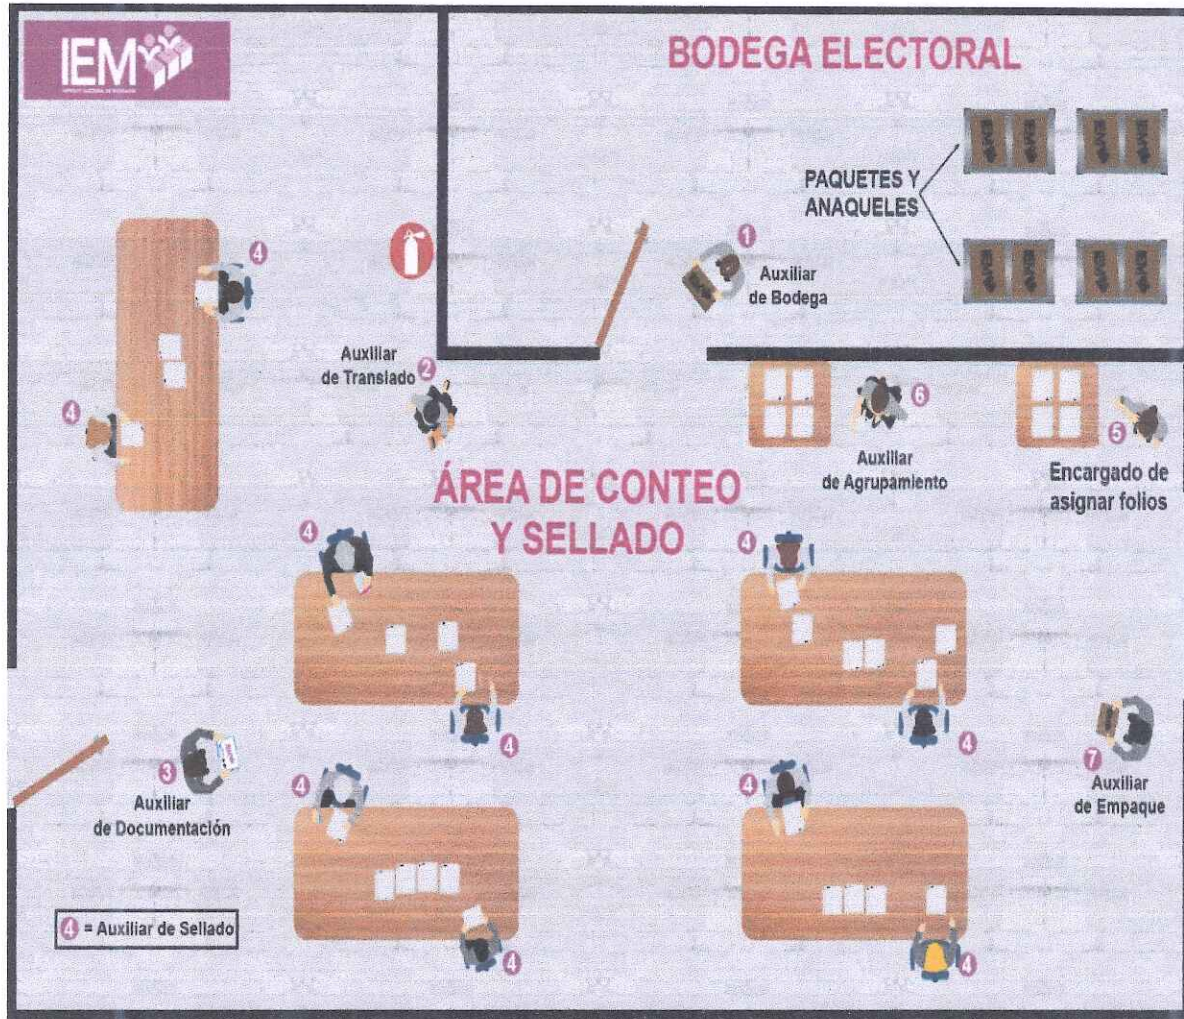 IEM
BODEGA ELECTORAL
PAQUETES Y
ANAQUELES
1
Auxiliar
de Bodega
4
Auxiliar
de Translado
2
4
6
Auxiliar
de Agrupamiento
5
Encargado de
asignar folios
ÁREA DE CONTEO
Y SELLADO
4
4
4
4
3
Auxiliar
de Documentación
7
Auxiliar
de Empaque
4
4
4
4
4 = Auxiliar de Sellado